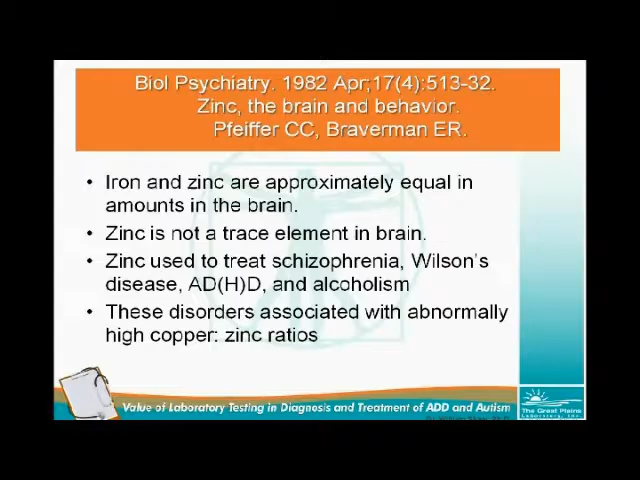 Biol Psychiatry. 1982 Apr;17(4):513-32.
Zinc, the brain and behavior.
Pfeiffer CC, Braverman ER.
• Iron and zinc are approximately equal in
amounts in the brain.
• Zinc is not a trace element in brain.
• Zinc used to treat schizophrenia, Wilson's
disease, AD(H)D, and alcoholism
• These disorders associated with abnormally
high copper: zinc ratios
Value of Laboratory Testing in Diagnosis and Treatment of ADD and Autism
The Great Plains
Laboratory, Inc.